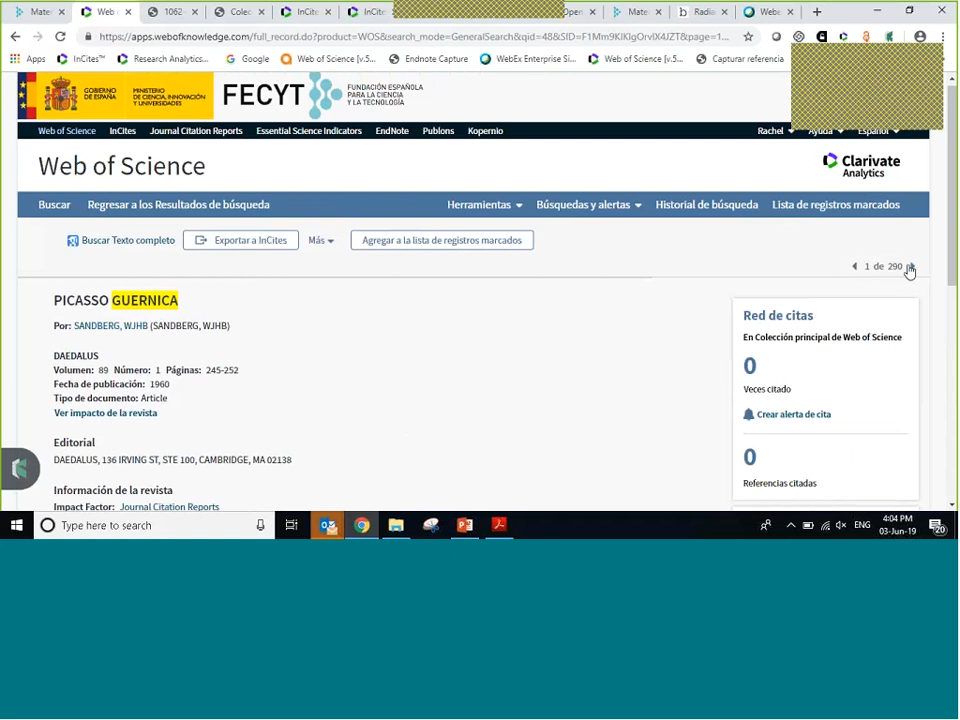 Mate
Web
1062
Colec
InCite
InCite
Open
Mate
Radia
Webe
https://apps.webofknowledge.com/full_record.do?product=WOS&search_mode=GeneralSearch&qid=48&SID=F1Mm9KiKlgOrvlX4JZT&page=1...
Apps InCites™ Research Analytics... Google Web of Science [v.5... Endnote Capture WebEx Enterprise Si... Web of Science [v.5... Capturar referencia
GOBIERNO DE ESPAÑA
MINISTERIO DE CIENCIA, INNOVACIÓN Y UNIVERSIDADES
FECYT
FUNDACIÓN ESPAÑOLA
PARA LA CIENCIA
Y LA TECNOLOGÍA
Web of Science InCites Journal Citation Reports Essential Science Indicators EndNote Publons Kopernio Rachel Ayuda Español
Web of Science
Clarivate
Analytics
Buscar Regresar a los Resultados de búsqueda Herramientas Búsquedas y alertas Historial de búsqueda Lista de registros marcados
Buscar Texto completo Exportar a InCites Más Agregar a la lista de registros marcados
1 de 290
PICASSO GUERNICA
Por: SANDBERG, WJHB (SANDBERG, WJHB)
DAEDALUS
Volumen: 89 Número: 1 Páginas: 245-252
Fecha de publicación: 1960
Tipo de documento: Article
Ver impacto de la revista
Editorial
DAEDALUS, 136 IRVING ST, STE 100, CAMBRIDGE, MA 02138
Información de la revista
Impact Factor: Journal Citation Reports
Red de citas
En Colección principal de Web of Science
0
Veces citado
Crear alerta de cita
0
Referencias citadas
Type here to search
ENG
4:04 PM
03-Jun-19
20